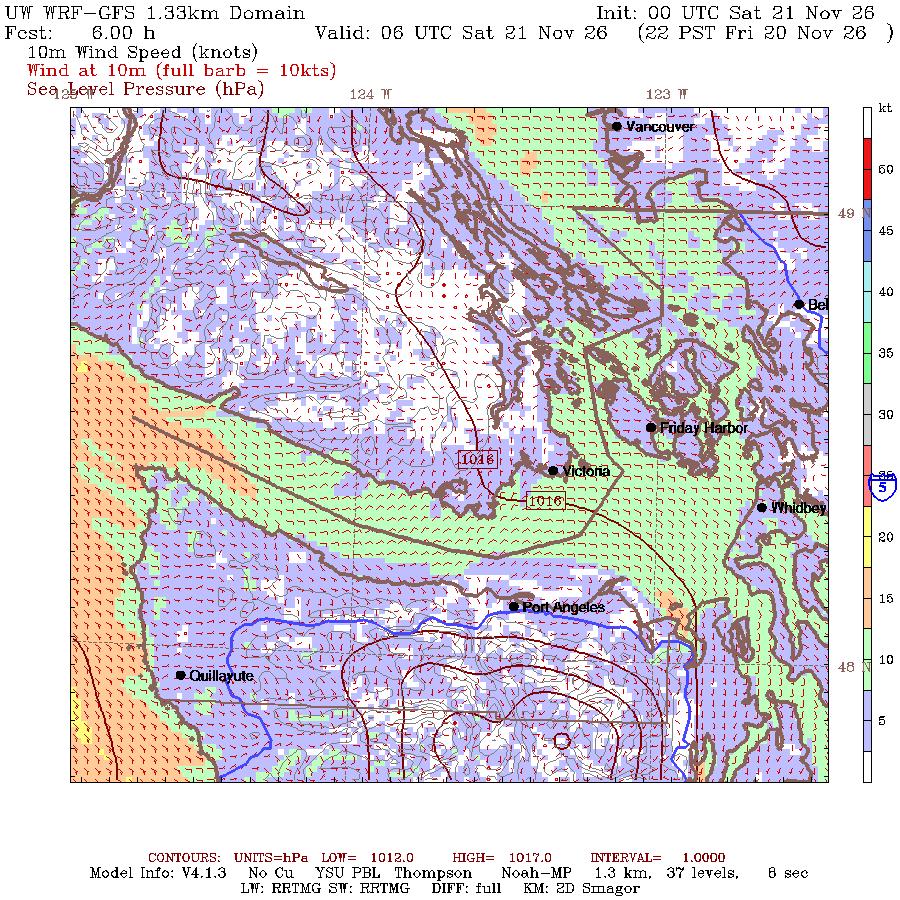 UW WRF-GFS 1.33km Domain Init: 00 UTC Sat 21 Nov 26
Fcst: 6.00 h Valid: 06 UTC Sat 21 Nov 26 (22 PST Fri 20 Nov 26 )
10m Wind Speed (knots)
Wind at 10m (full barb = 10kts)
Sea Level Pressure (hPa)
125 W 124 W 123 W
kt
Vancouver
60
49 N
45
40
Bel
35
30
Friday Harbor
1016
Victoria
25
5
1016
Whidbey
20
Port Angeles
15
10
48 N
Quillayute
5
CONTOURS: UNITS=hPa LOW= 1012.0 HIGH= 1017.0 INTERVAL= 1.0000
Model Info: V4.1.3 No Cu YSU PBL Thompson Noah-MP 1.3 km, 37 levels, 8 sec
LW: RRTMG SW: RRTMG DIFF: full KM: 2D Smagor